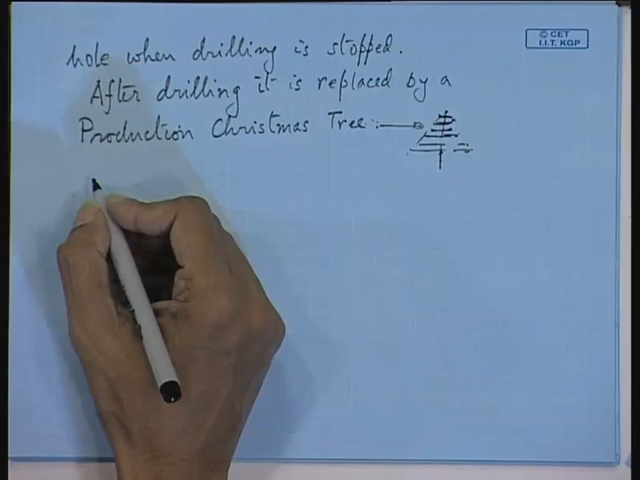 © CET
I.I.T. KGP
hole when drilling is stopped.
After drilling it is replaced by a
Production Christmas Tree :